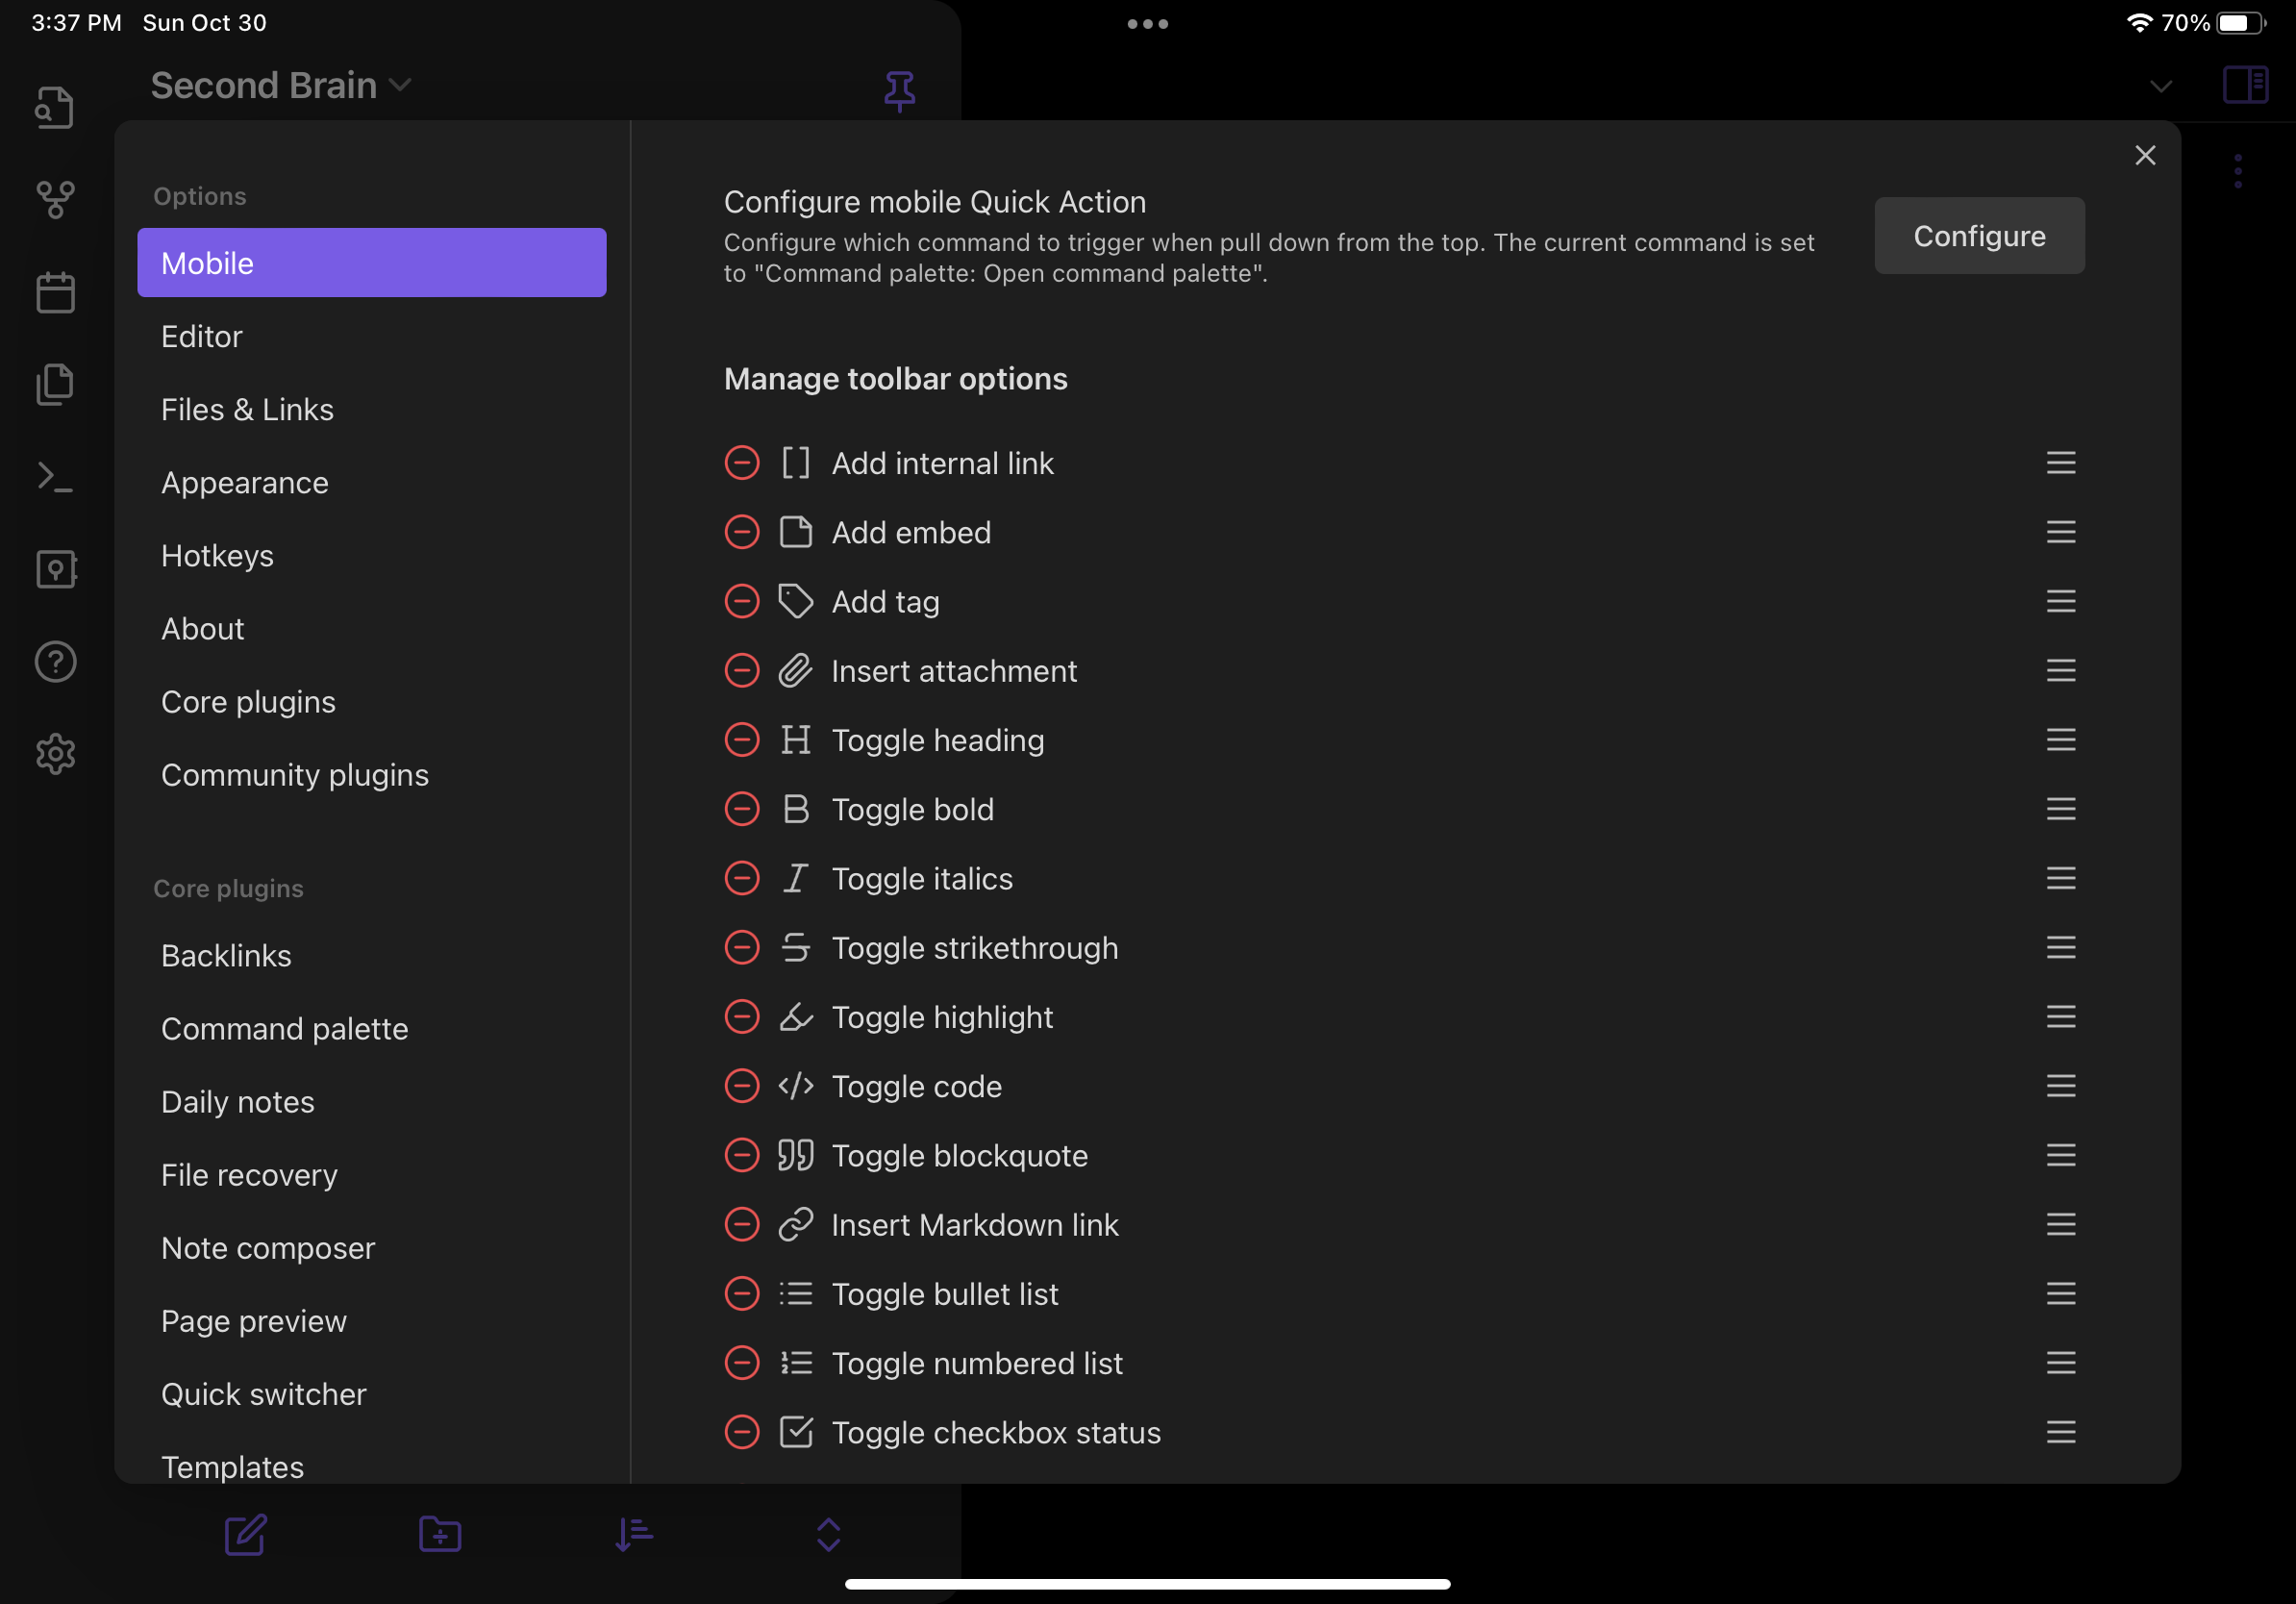 3:37 PM Sun Oct 30
70%
Second Brain
Options
Mobile
Editor
Files & Links
Appearance
Hotkeys
About
Core plugins
Community plugins
Core plugins
Backlinks
Command palette
Daily notes
File recovery
Note composer
Page preview
Quick switcher
Templates
Configure mobile Quick Action
Configure which command to trigger when pull down from the top. The current command is set
to "Command palette: Open command palette".
Configure
Manage toolbar options
Add internal link
Add embed
Add tag
Insert attachment
Toggle heading
Toggle bold
Toggle italics
Toggle strikethrough
Toggle highlight
Toggle code
Toggle blockquote
Insert Markdown link
Toggle bullet list
Toggle numbered list
Toggle checkbox status